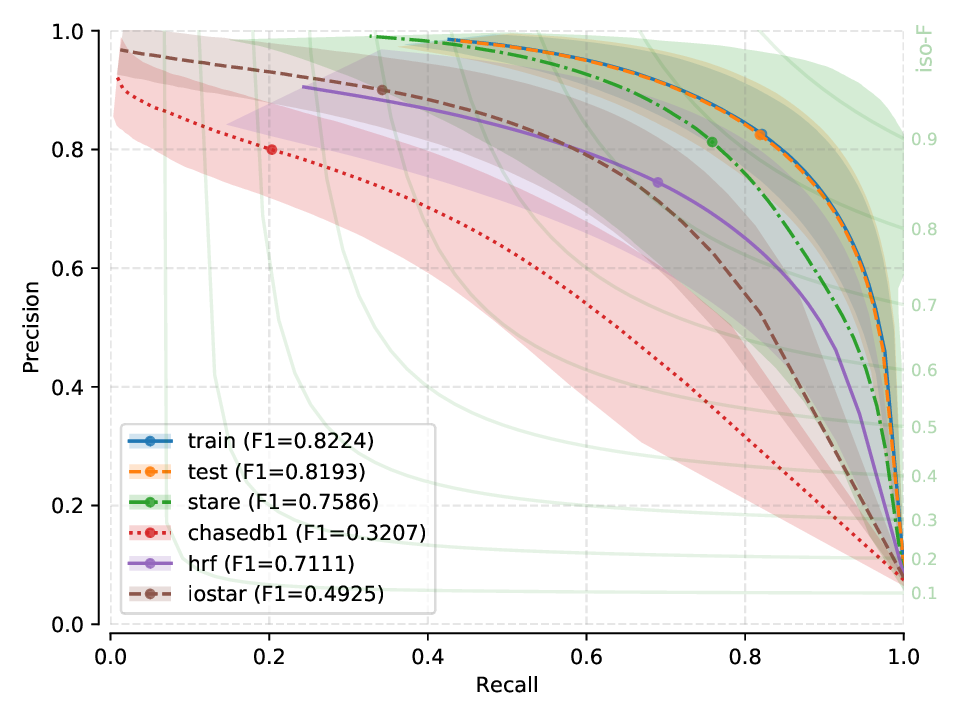 iso-F
1.0
0.8
0.6
0.4
0.2
0.0
Precision
0.9
0.8
0.7
0.6
0.5
0.4
0.3
0.2
0.1
train (F1=0.8224)
test (F1=0.8193)
stare (F1=0.7586)
chasedb1 (F1=0.3207)
hrf (F1=0.7111)
iostar (F1=0.4925)
0.0 0.2 0.4 0.6 0.8 1.0
Recall